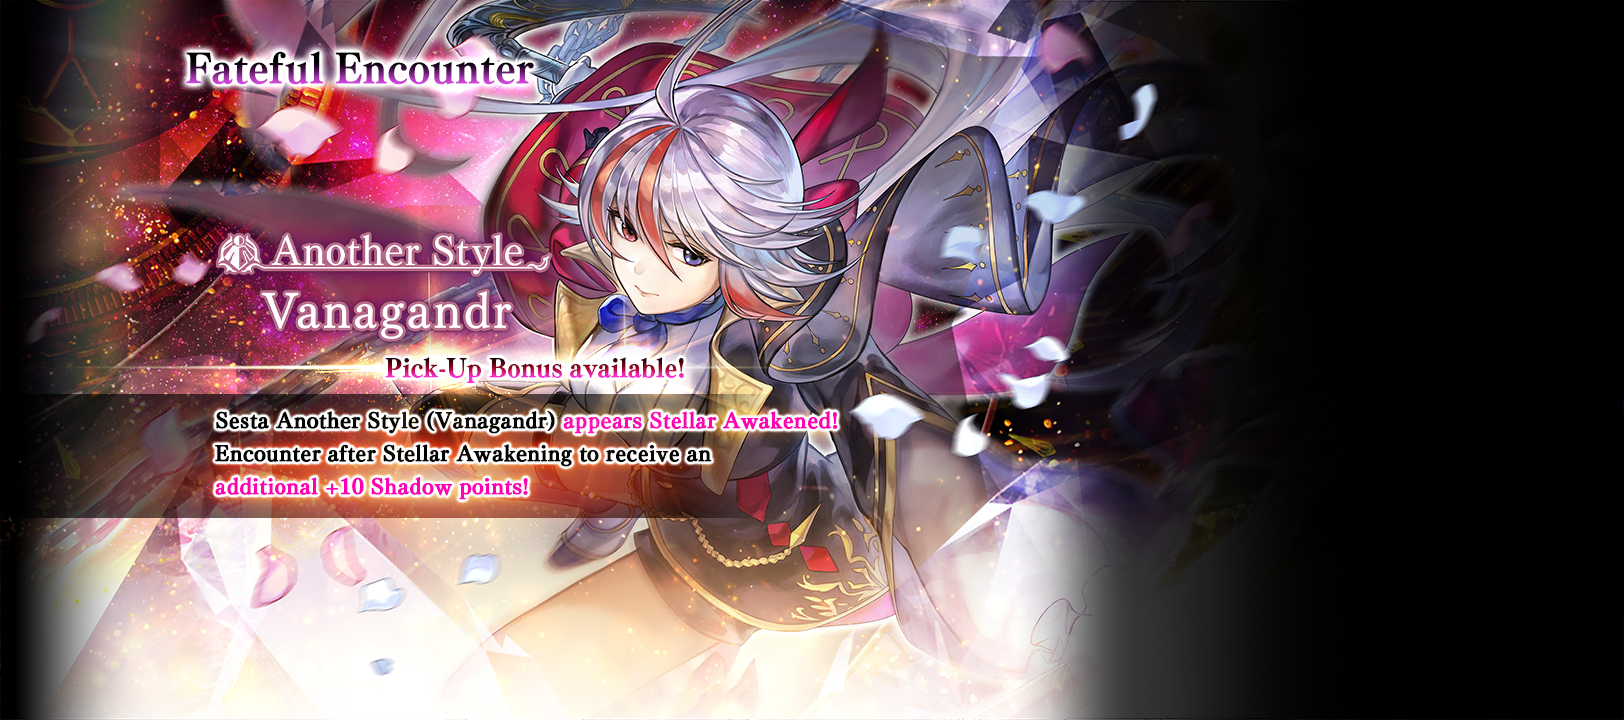 Fateful Encounter
Another Style
Vanagandr
Pick-Up Bonus available!
Sesta Another Style (Vanagandr) appears Stellar Awakened!
Encounter after Stellar Awakening to receive an
additional +10 Shadow points!